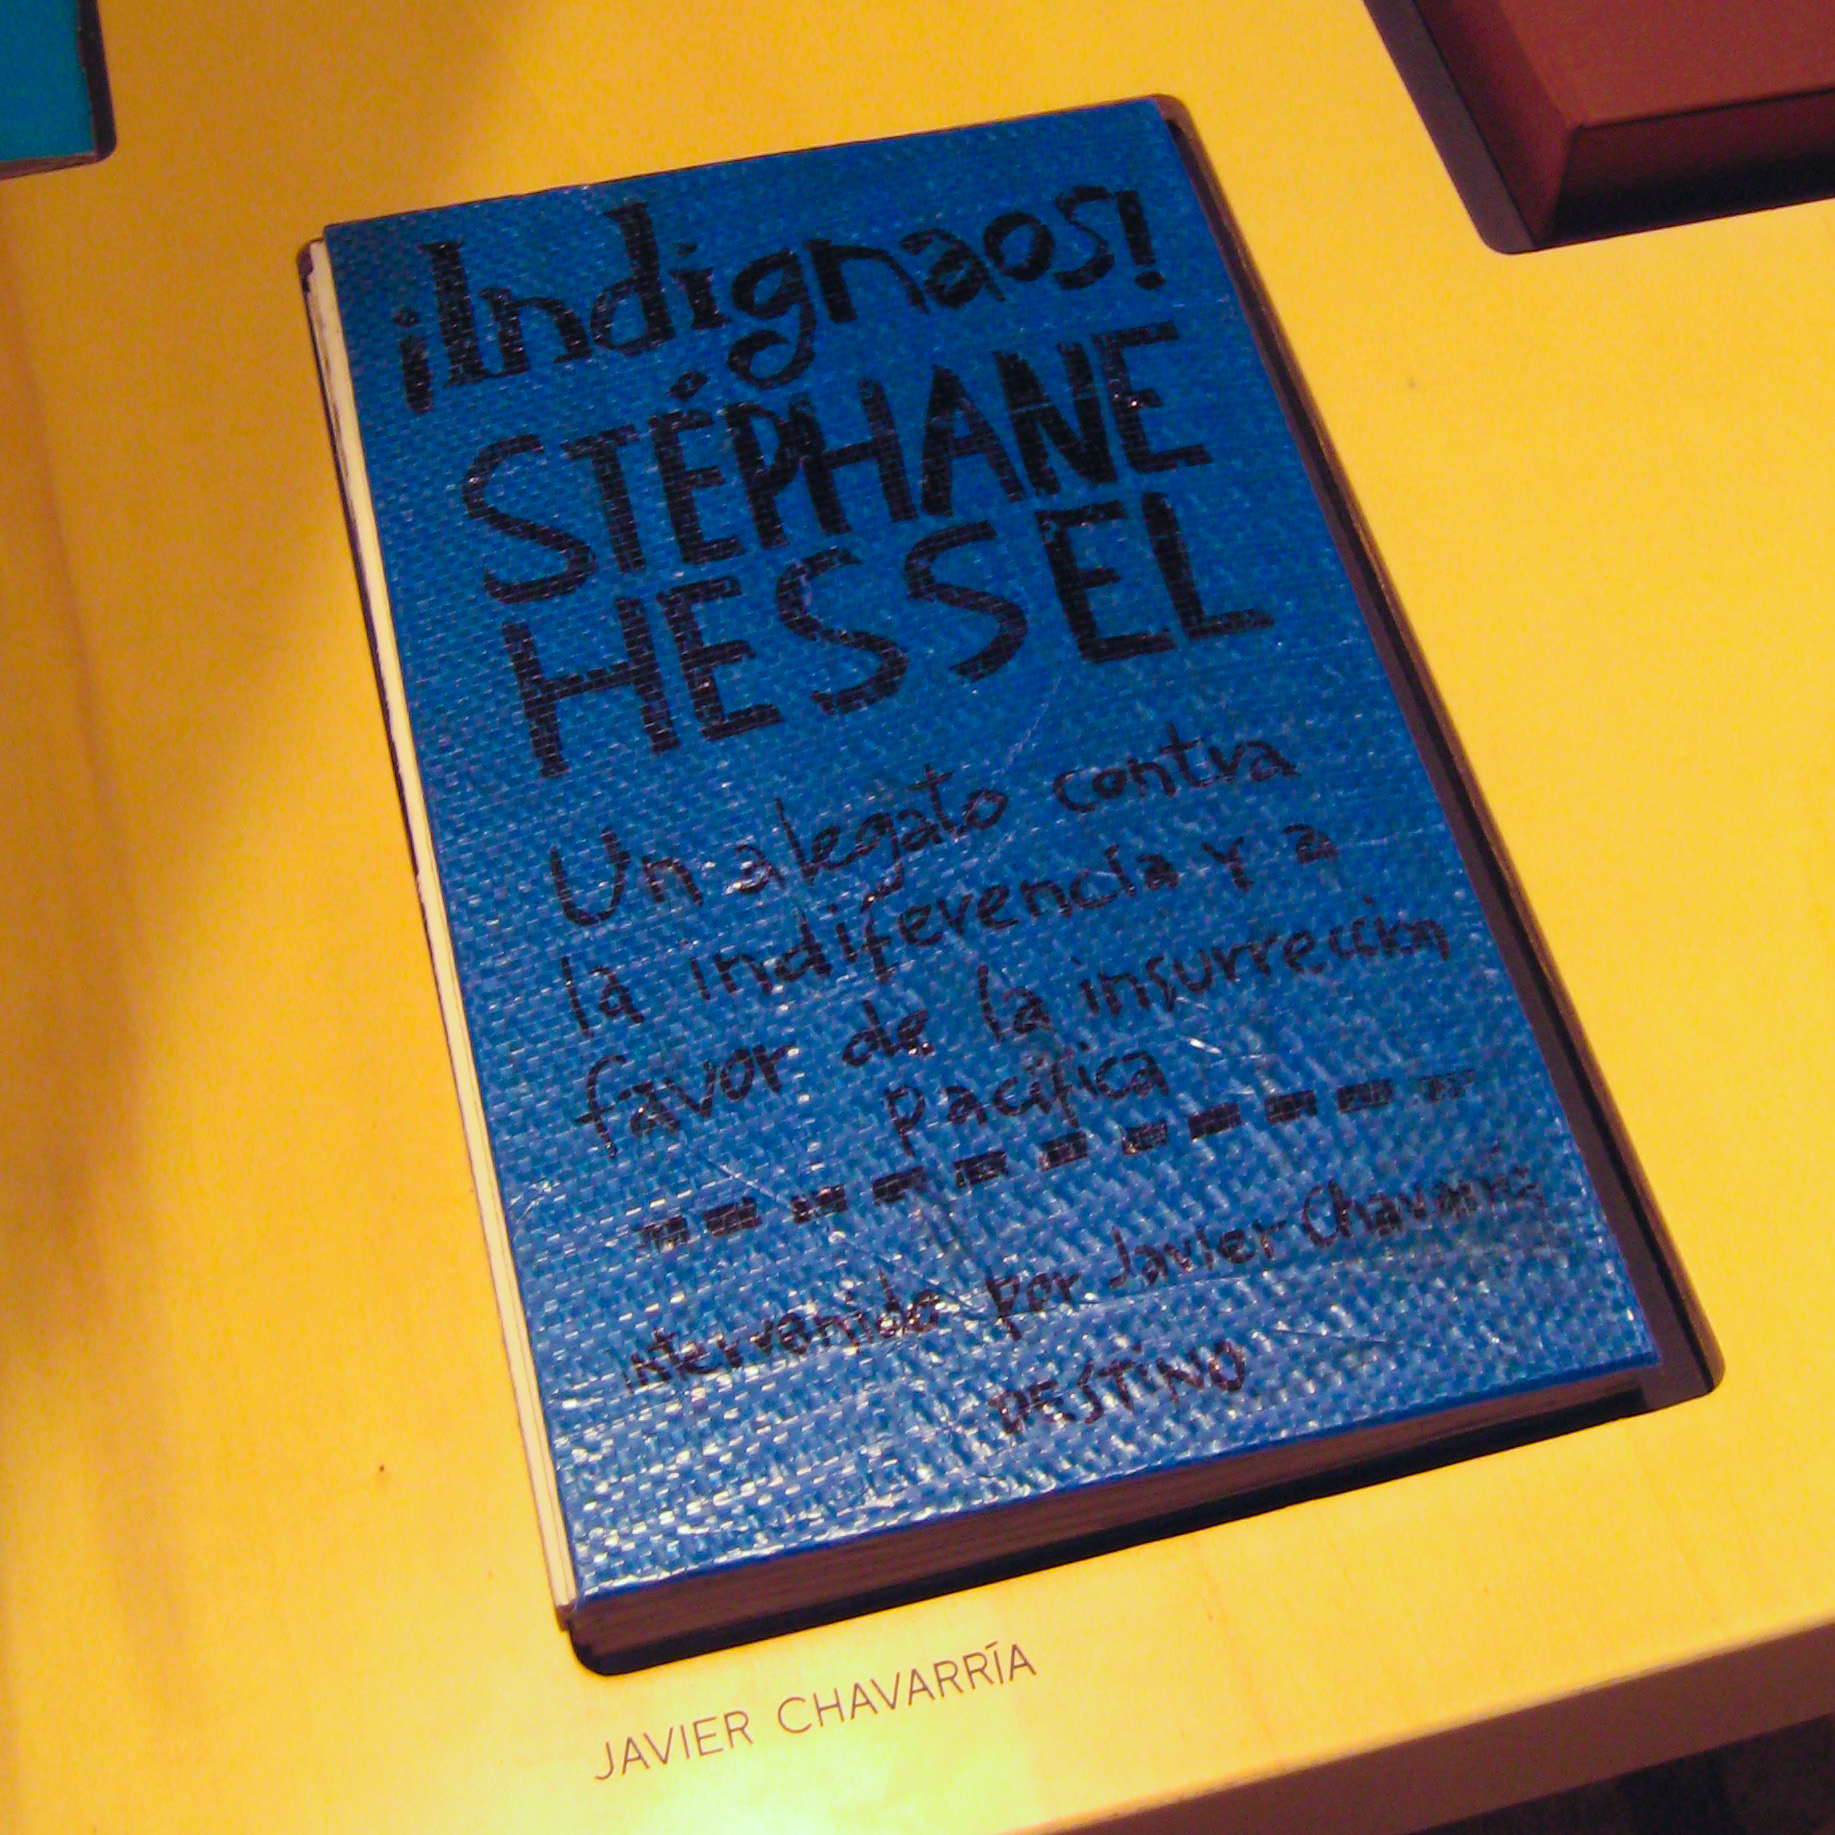 ¡Indignaos!
STÉPHANE
HESSEL
Un alegato contra
la indiferencia y a
favor de la insurrección
pacífica
intervenido por Javier Chavarría
DESTINO
JAVIER CHAVARRÍA